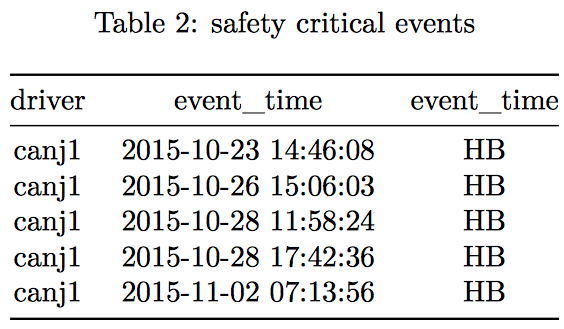 Table 2: safety critical events
driver event_time event_time
canj1 2015-10-23 14:46:08 HB
canj1 2015-10-26 15:06:03 HB
canj1 2015-10-28 11:58:24 HB
canj1 2015-10-28 17:42:36 HB
canj1 2015-11-02 07:13:56 HB